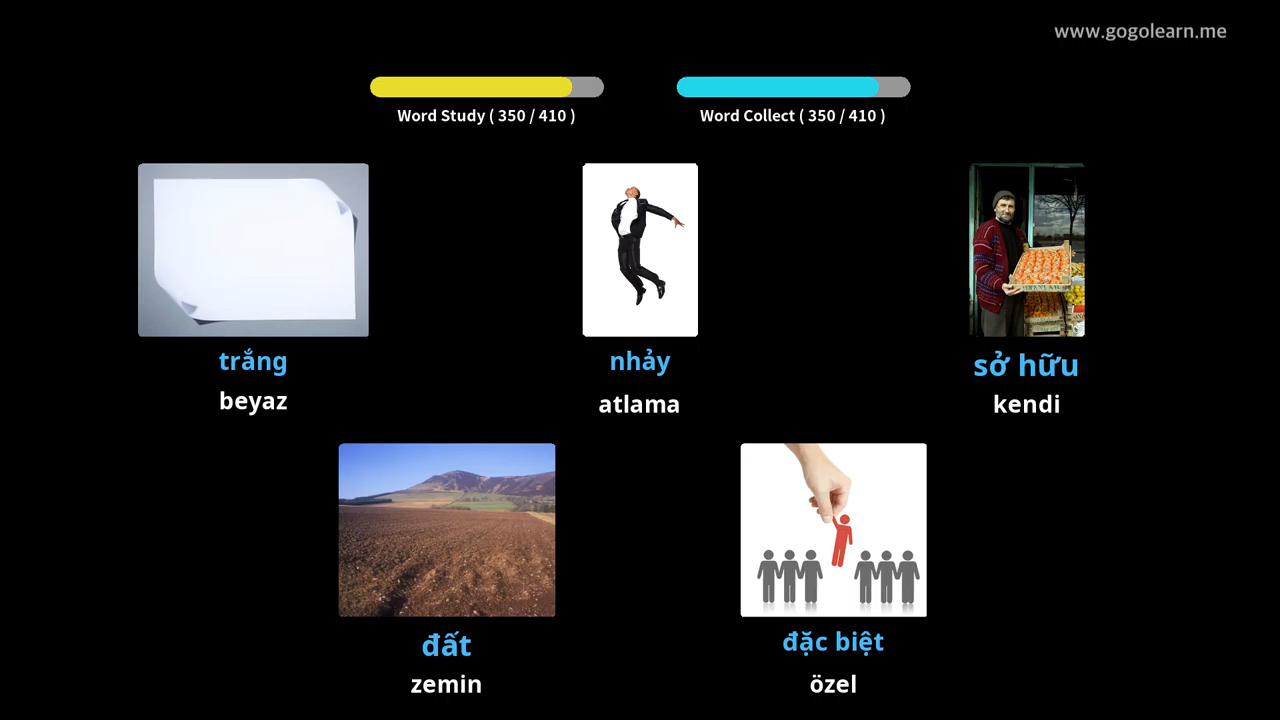 www.gogolearn.me
Word Study ( 350 / 410 )
Word Collect ( 350 / 410 )
trắng
nhảy
sở hữu
beyaz
atlama
kendi
đất
đặc biệt
zemin
özel